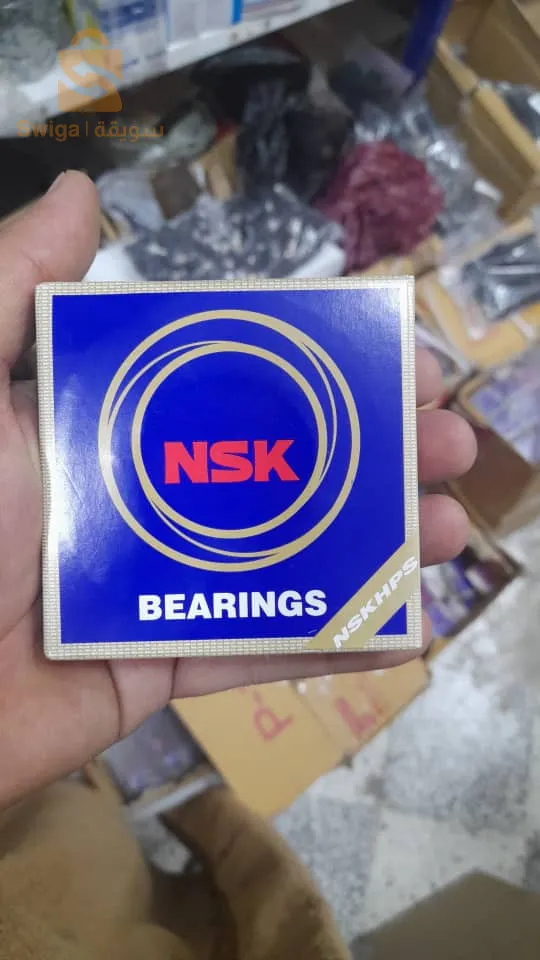 Swiga | سويقة
NSK
BEARINGS
NSKHPS